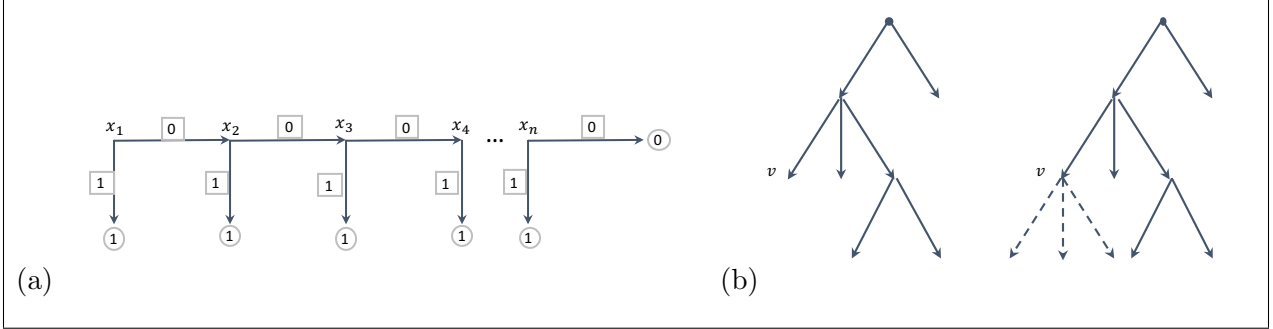 x₁ 0 x₂ 0 x₃ 0 x₄ ... xₙ 0 0
1 1 1 1 1
1 1 1 1 1
(a)
v v
(b)